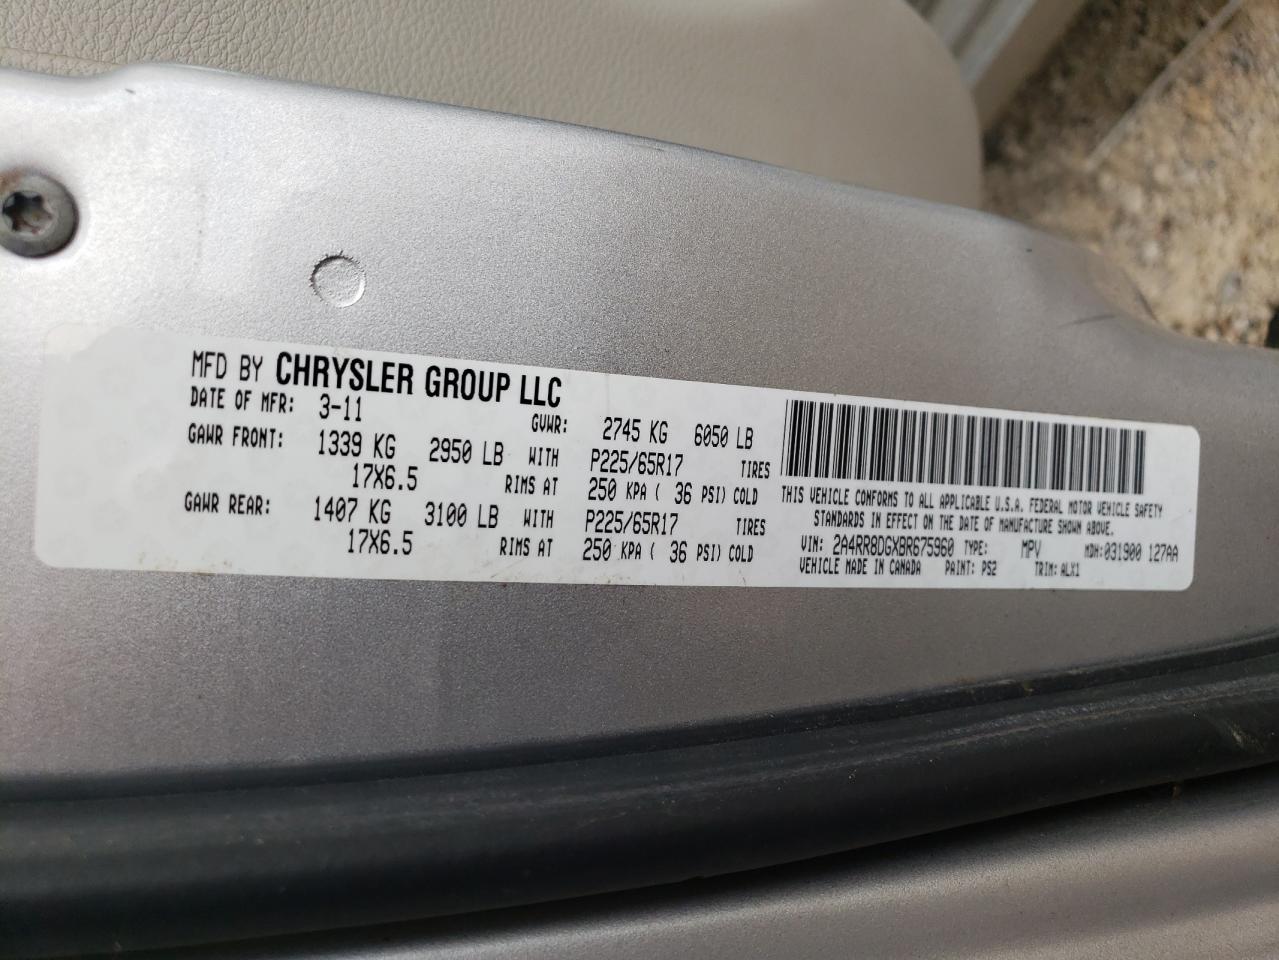 MFD BY CHRYSLER GROUP LLC
DATE OF MFR: 3-11 GVWR: 2745 KG 6050 LB
GAWR FRONT: 1339 KG 2950 LB WITH P225/65R17 TIRES
17X6.5 RIMS AT 250 KPA ( 36 PSI) COLD
GAWR REAR: 1407 KG 3100 LB WITH P225/65R17 TIRES
17X6.5 RIMS AT 250 KPA ( 36 PSI) COLD
THIS VEHICLE CONFORMS TO ALL APPLICABLE U.S.A. FEDERAL MOTOR VEHICLE SAFETY
STANDARDS IN EFFECT ON THE DATE OF MANUFACTURE SHOWN ABOVE.
VIN: 2A4RR8DGXBR675960 TYPE: MPV MDH: 031900 127AA
VEHICLE MADE IN CANADA PAINT: PS2 TRIM: ALX1